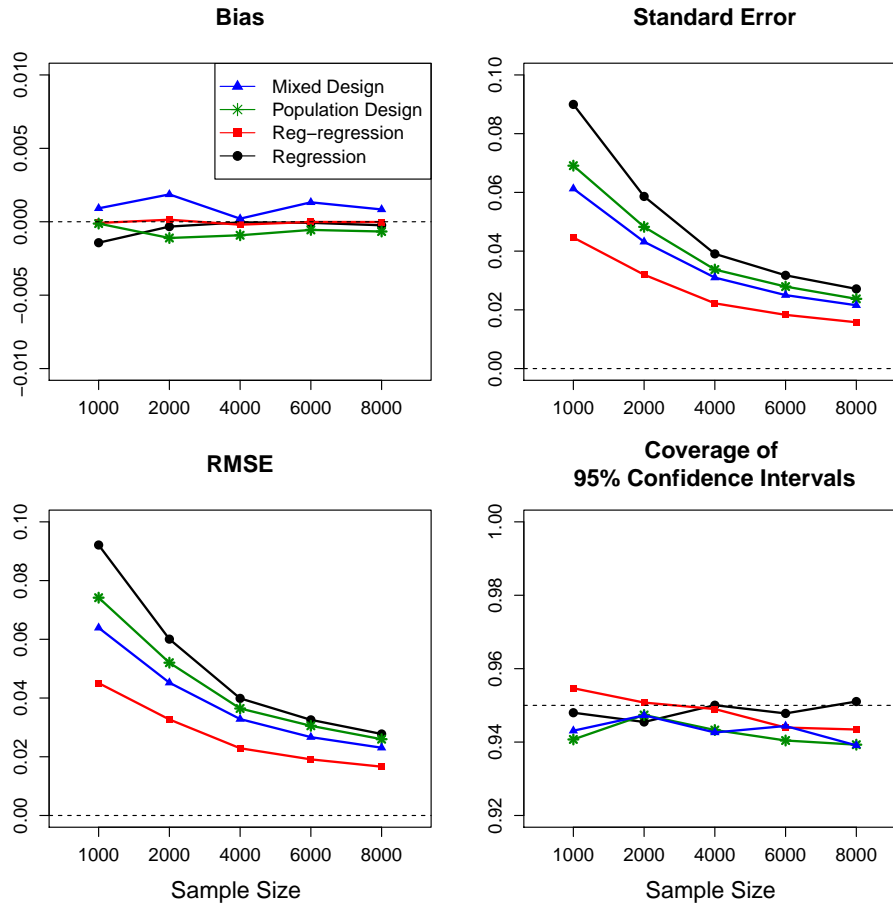 Bias
0.010
0.005
0.000
−0.005
−0.010
Mixed Design
Population Design
Reg−regression
Regression
1000 2000 4000 6000 8000
Standard Error
0.10
0.08
0.06
0.04
0.02
0.00
1000 2000 4000 6000 8000
RMSE
0.10
0.08
0.06
0.04
0.02
0.00
1000 2000 4000 6000 8000
Sample Size
Coverage of
95% Confidence Intervals
1.00
0.98
0.96
0.94
0.92
1000 2000 4000 6000 8000
Sample Size